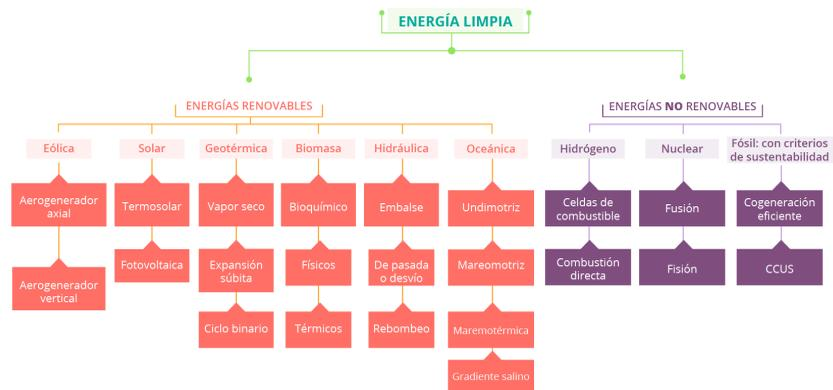 ENERGÍA LIMPIA
ENERGÍAS RENOVABLES
ENERGÍAS NO RENOVABLES
Eólica
Solar
Geotérmica
Biomasa
Hidráulica
Oceánica
Hidrógeno
Nuclear
Fósil: con criterios
de sustentabilidad
Aerogenerador
axial
Termosolar
Vapor seco
Bioquímico
Embalse
Undimotriz
Celdas de
combustible
Fusión
Cogeneración
eficiente
Aerogenerador
vertical
Fotovoltaica
Expansión
súbita
Físicos
De pasada
o desvío
Mareomotriz
Combustión
directa
Fisión
CCUS
Ciclo binario
Térmicos
Rebombeo
Maremotérmica
Gradiente salino